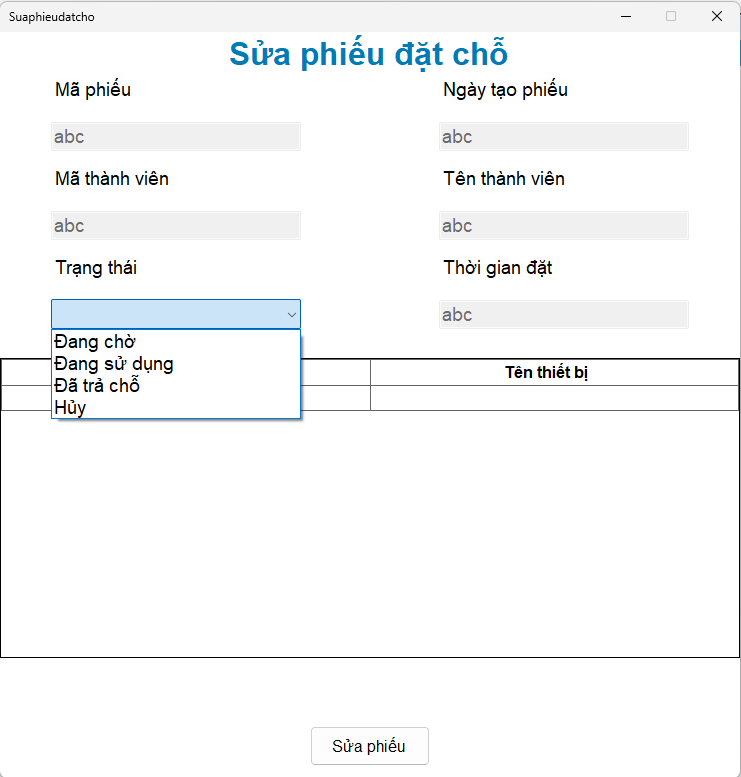 Suaphieudatcho
Sửa phiếu đặt chỗ
Mã phiếu
Ngày tạo phiếu
abc
abc
Mã thành viên
Tên thành viên
abc
abc
Trạng thái
Thời gian đặt
abc
Đang chờ
Đang sử dụng
Đã trả chỗ
Hủy
Tên thiết bị
Sửa phiếu